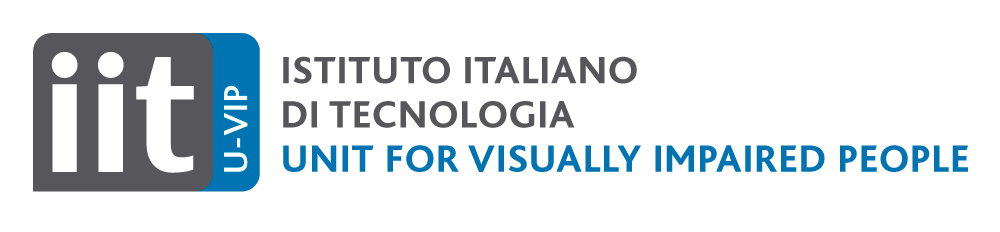 iit
U-VIP
ISTITUTO ITALIANO
DI TECNOLOGIA
UNIT FOR VISUALLY IMPAIRED PEOPLE